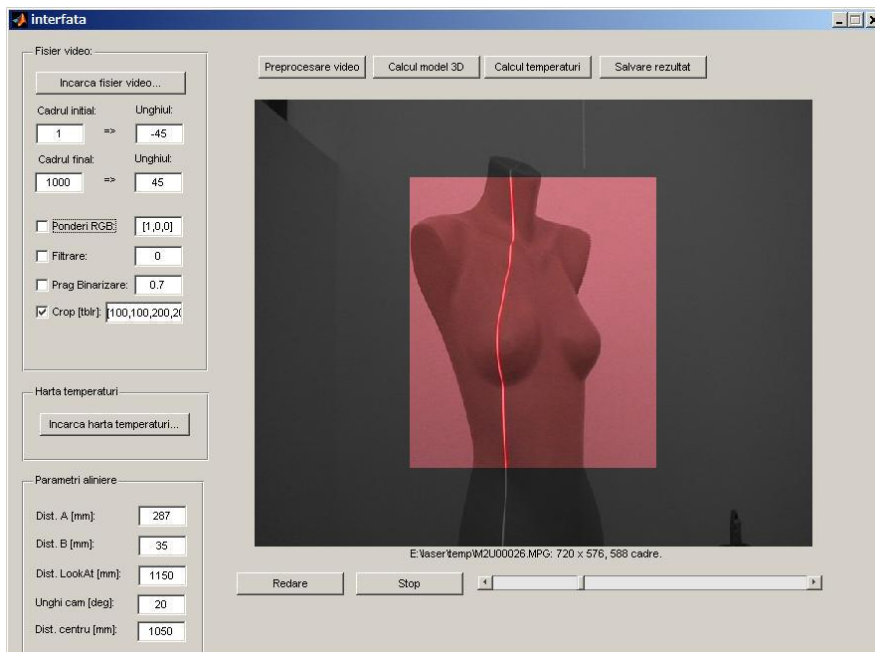 interfata
Fisier video:
Incarca fisier video...
Cadrul initial: Unghiul:
1 => -45
Cadrul final: Unghiul:
1000 => 45
Ponderi RGB: [1,0,0]
Filtrare: 0
Prag Binarizare: 0.7
Crop [tblr]: [100,100,200,20
Harta temperaturi
Incarca harta temperaturi...
Parametri aliniere
Dist. A [mm]: 287
Dist. B [mm]: 35
Dist. LookAt [mm]: 1150
Unghi cam [deg]: 20
Dist. centru [mm]: 1050
Preprocesare video Calcul model 3D Calcul temperaturi Salvare rezultat
E:\laser\temp\M2U00026.MPG: 720 x 576, 588 cadre.
Redare Stop